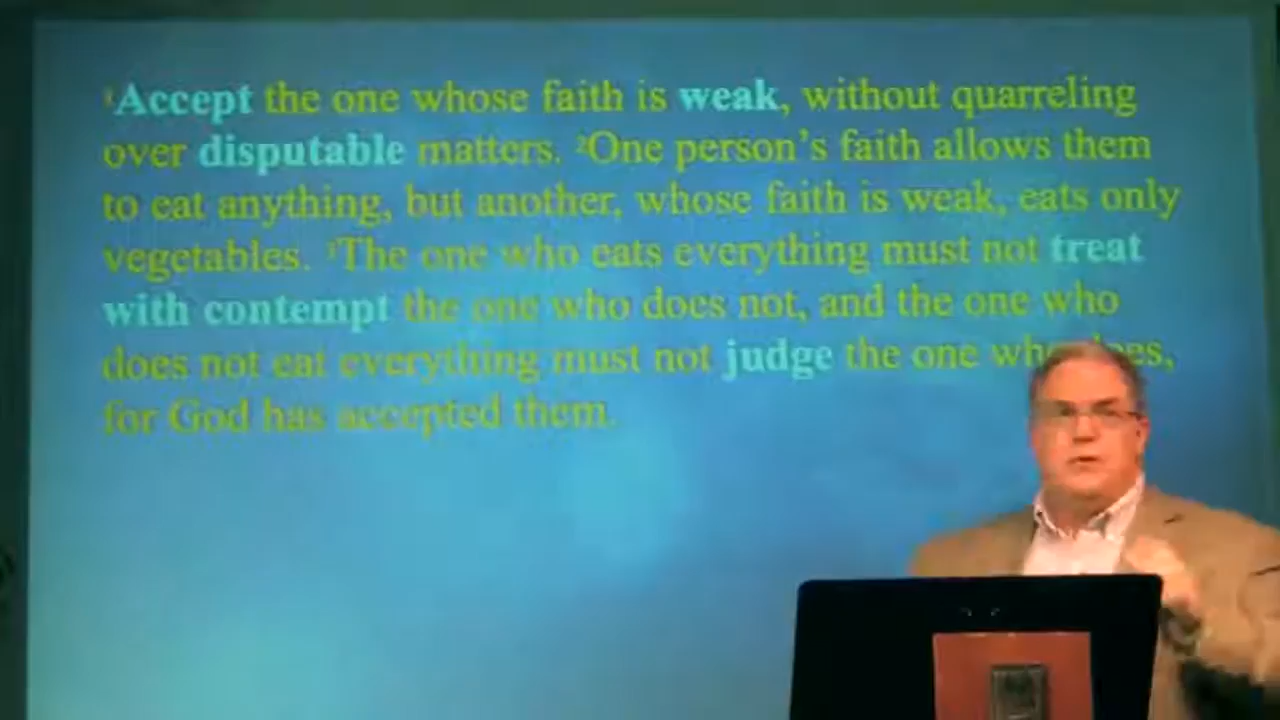 ¹Accept the one whose faith is weak, without quarreling
over disputable matters. ²One person’s faith allows them
to eat anything, but another, whose faith is weak, eats only
vegetables. ³The one who eats everything must not treat
with contempt the one who does not, and the one who
does not eat everything must not judge the one who
for God has accepted them.